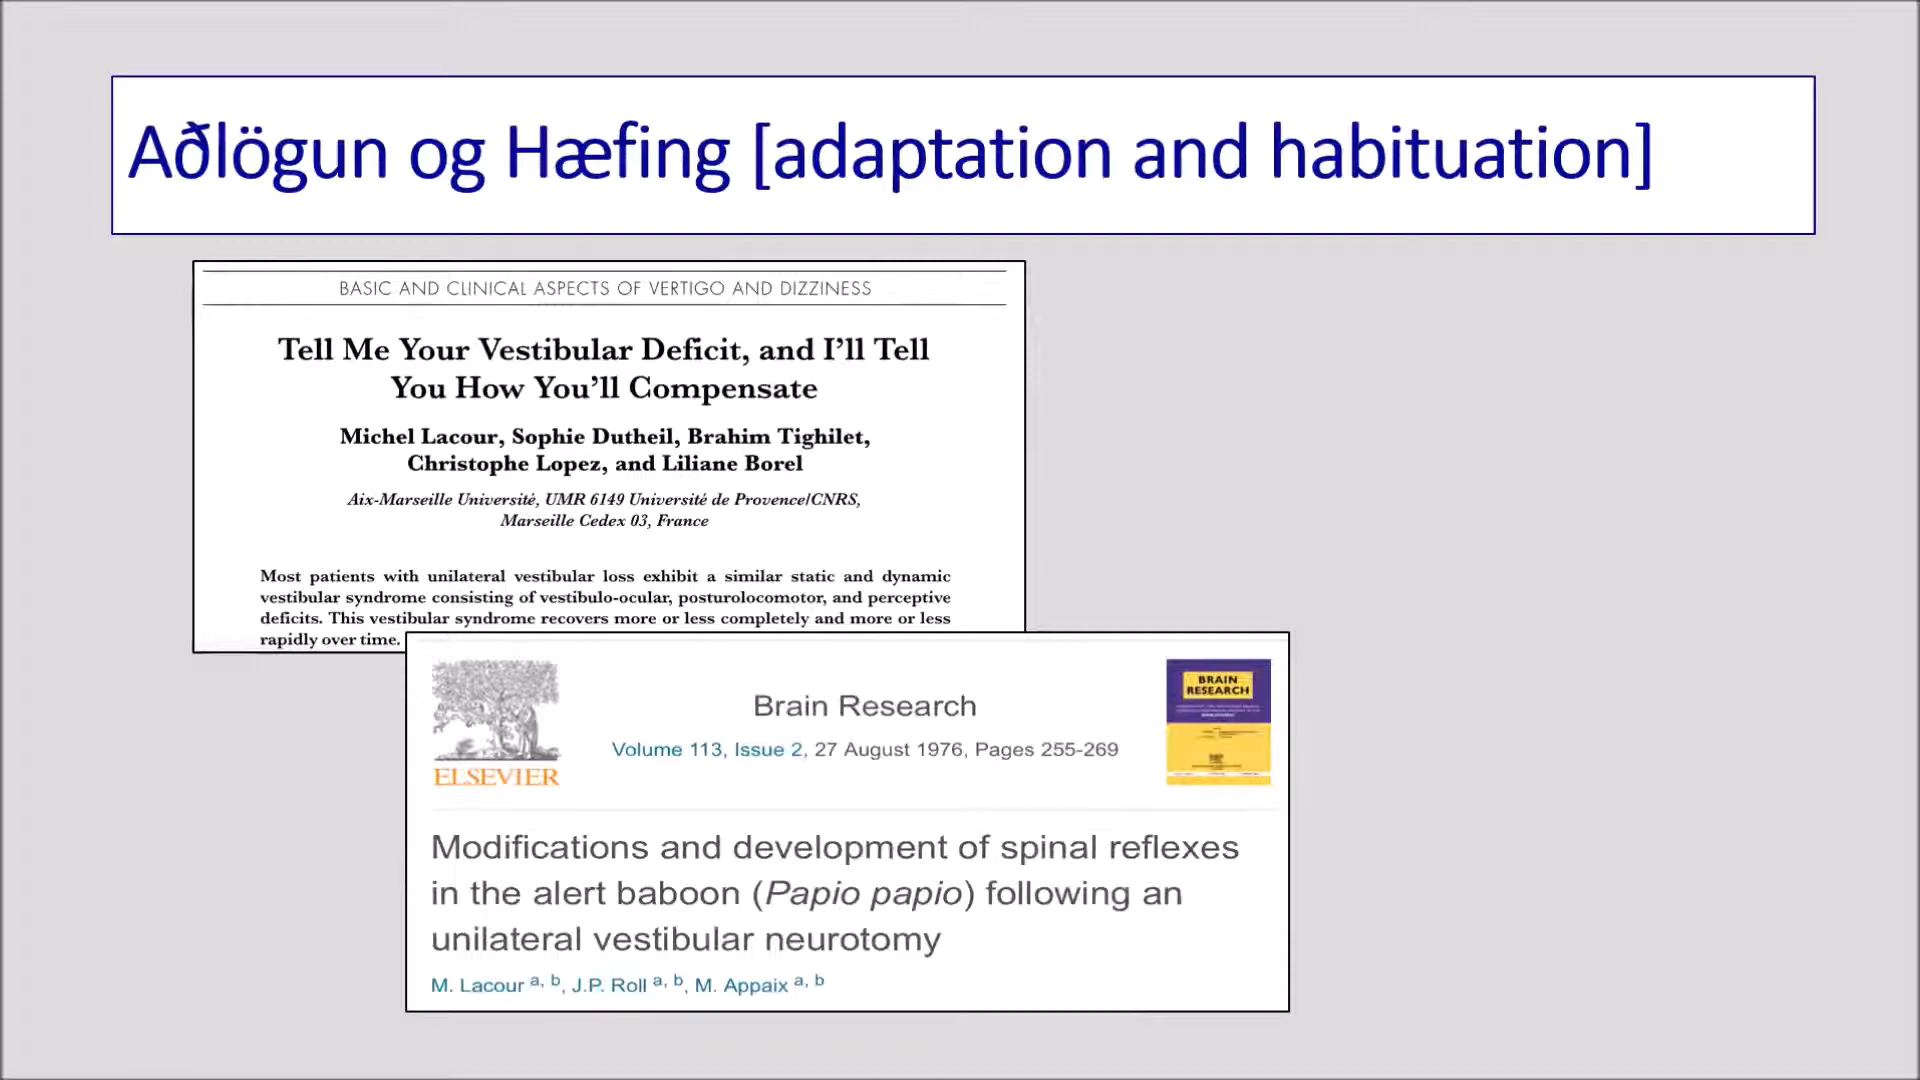 Aðlögun og Hæfing [adaptation and habituation]
BASIC AND CLINICAL ASPECTS OF VERTIGO AND DIZZINESS
Tell Me Your Vestibular Deficit, and I’ll Tell
You How You’ll Compensate
Michel Lacour, Sophie Dutheil, Brahim Tighilet,
Christophe Lopez, and Liliane Borel
Aix-Marseille Université, UMR 6149 Université de Provence/CNRS,
Marseille Cedex 03, France
Most patients with unilateral vestibular loss exhibit a similar static and dynamic
vestibular syndrome consisting of vestibulo-ocular, posturolocomotor, and perceptive
deficits. This vestibular syndrome recovers more or less completely and more or less
rapidly over time.
ELSEVIER
Brain Research
Volume 113, Issue 2, 27 August 1976, Pages 255-269
BRAIN
RESEARCH
Modifications and development of spinal reflexes
in the alert baboon (Papio papio) following an
unilateral vestibular neurotomy
M. Lacour a, b, J.P. Roll a, b, M. Appaix a, b